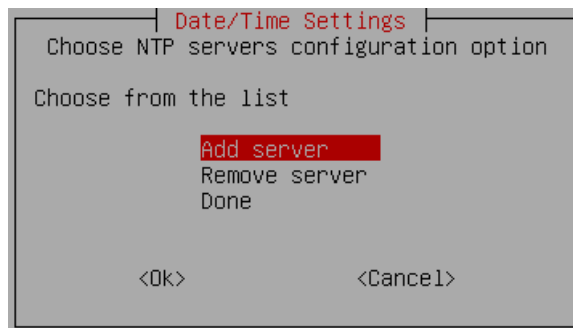 Date/Time Settings
Choose NTP servers configuration option
Choose from the list
Add server
Remove server
Done
<Ok> <Cancel>